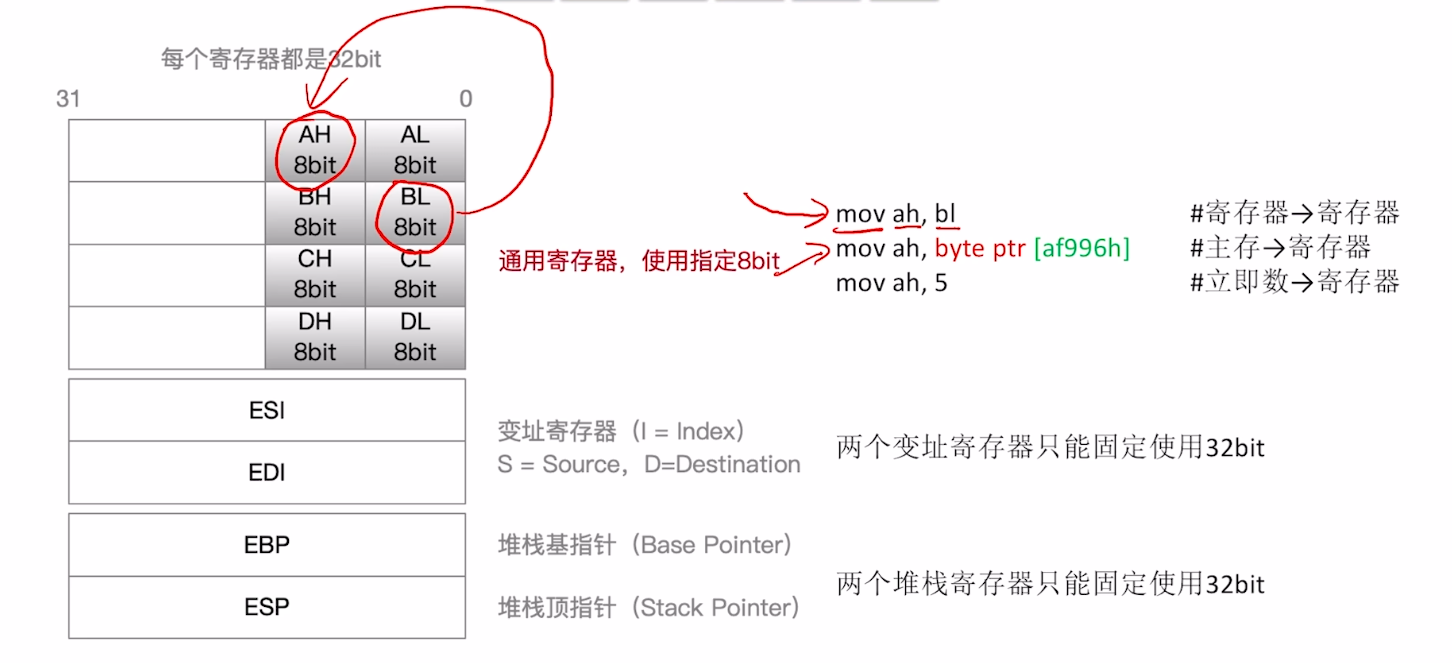 每个寄存器都是32bit
31 0
AH AL
8bit 8bit
BH BL
8bit 8bit
CH CL
8bit 8bit
DH DL
8bit 8bit
通用寄存器，使用指定8bit
mov ah, bl #寄存器→寄存器
mov ah, byte ptr [af996h] #主存→寄存器
mov ah, 5 #立即数→寄存器
ESI
EDI
变址寄存器（I = Index）
S = Source，D=Destination
两个变址寄存器只能固定使用32bit
EBP
ESP
堆栈基指针（Base Pointer）
堆栈顶指针（Stack Pointer）
两个堆栈寄存器只能固定使用32bit